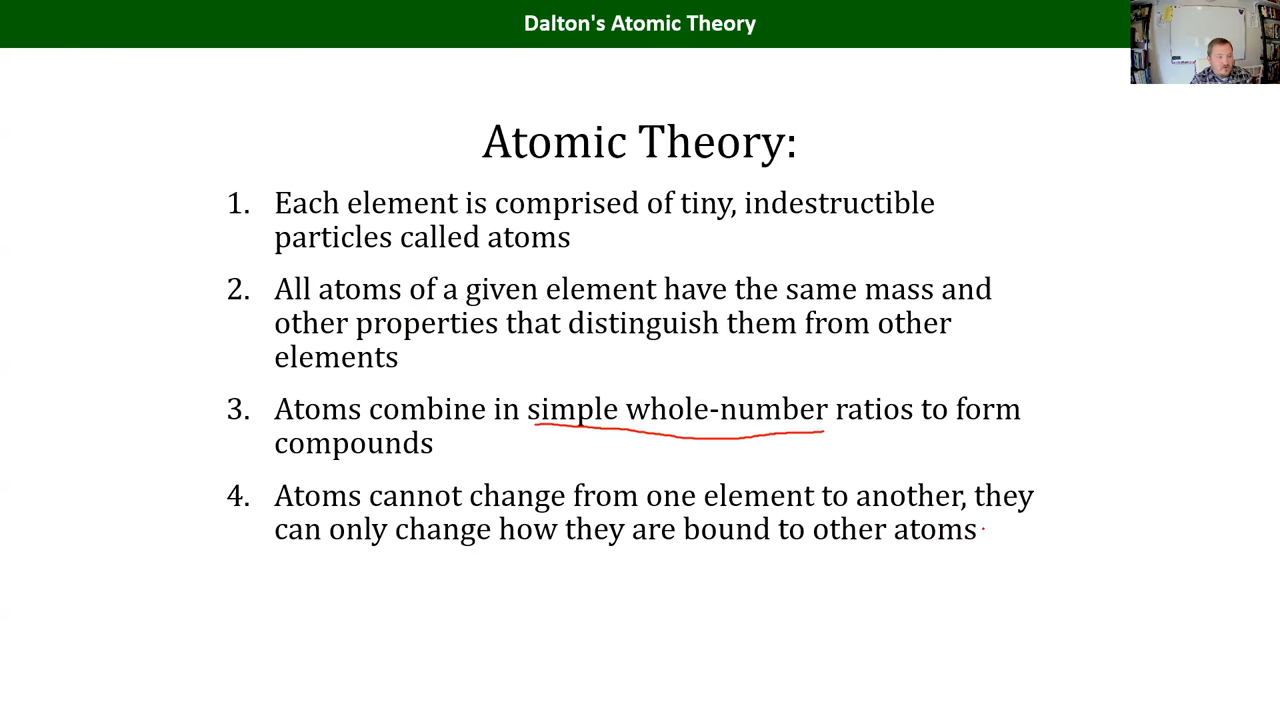 Dalton's Atomic Theory
Atomic Theory:
1. Each element is comprised of tiny, indestructible
particles called atoms
2. All atoms of a given element have the same mass and
other properties that distinguish them from other
elements
3. Atoms combine in simple whole-number ratios to form
compounds
4. Atoms cannot change from one element to another, they
can only change how they are bound to other atoms